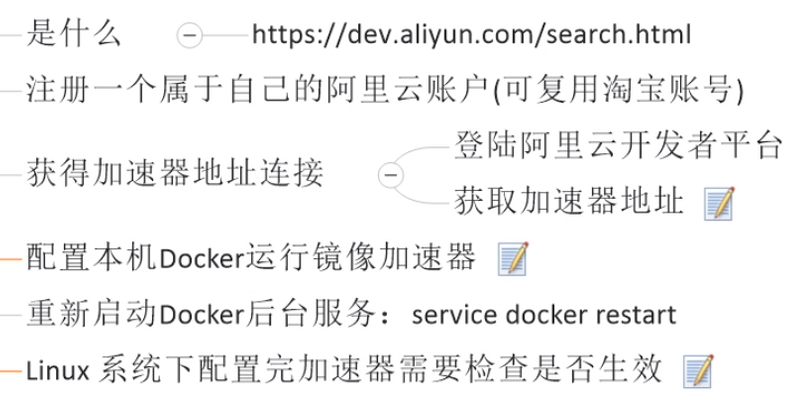 是什么
https://dev.aliyun.com/search.html
注册一个属于自己的阿里云账户(可复用淘宝账号)
获得加速器地址连接
登陆阿里云开发者平台
获取加速器地址
配置本机Docker运行镜像加速器
重新启动Docker后台服务：service docker restart
Linux 系统下配置完加速器需要检查是否生效